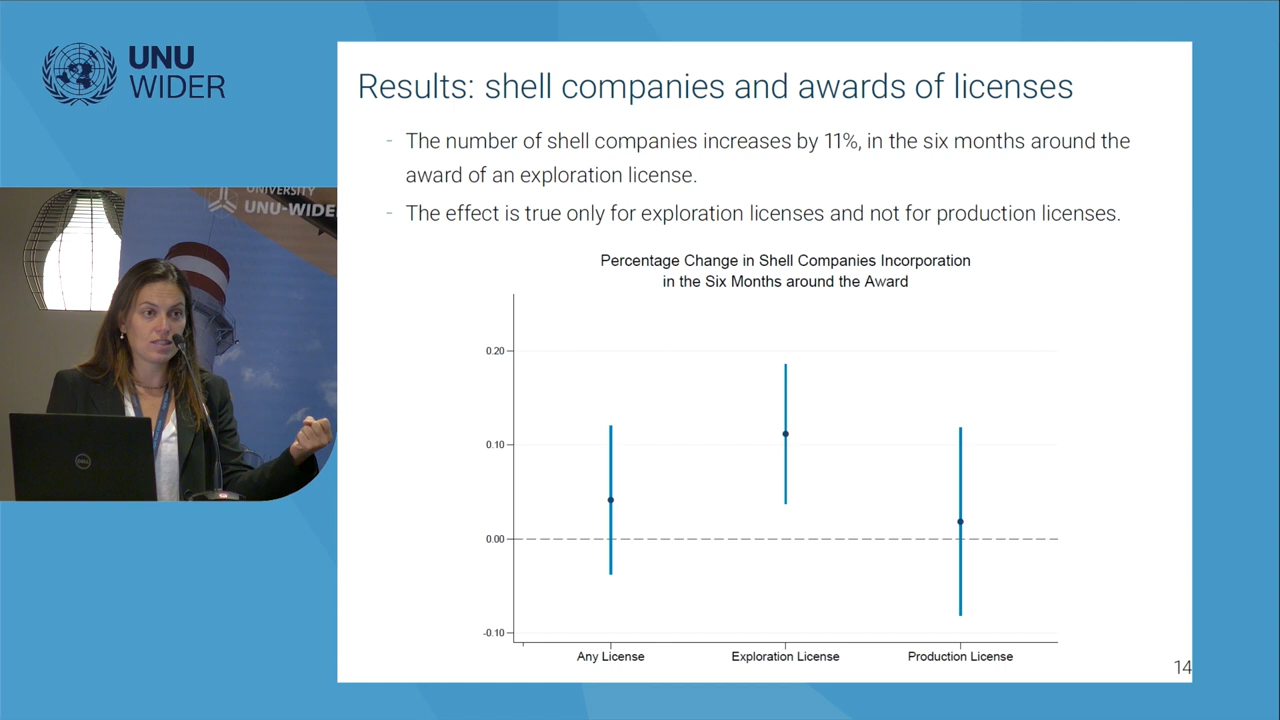 UNU
WIDER
UNIVERSITY
UNU-WIDE
DELL
Results: shell companies and awards of licenses
- The number of shell companies increases by 11%, in the six months around the
award of an exploration license.
- The effect is true only for exploration licenses and not for production licenses.
Percentage Change in Shell Companies Incorporation
in the Six Months around the Award
0.20
0.10
0.00
-0.10
Any License
Exploration License
Production License
14